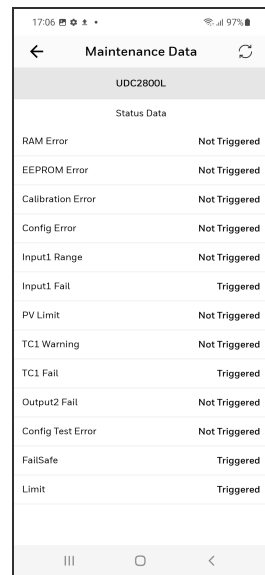 17:06 97%
Maintenance Data
UDC2800L
Status Data
RAM Error Not Triggered
EEPROM Error Not Triggered
Calibration Error Not Triggered
Config Error Not Triggered
Input1 Range Not Triggered
Input1 Fail Triggered
PV Limit Not Triggered
TC1 Warning Not Triggered
TC1 Fail Triggered
Output2 Fail Not Triggered
Config Test Error Not Triggered
FailSafe Triggered
Limit Triggered